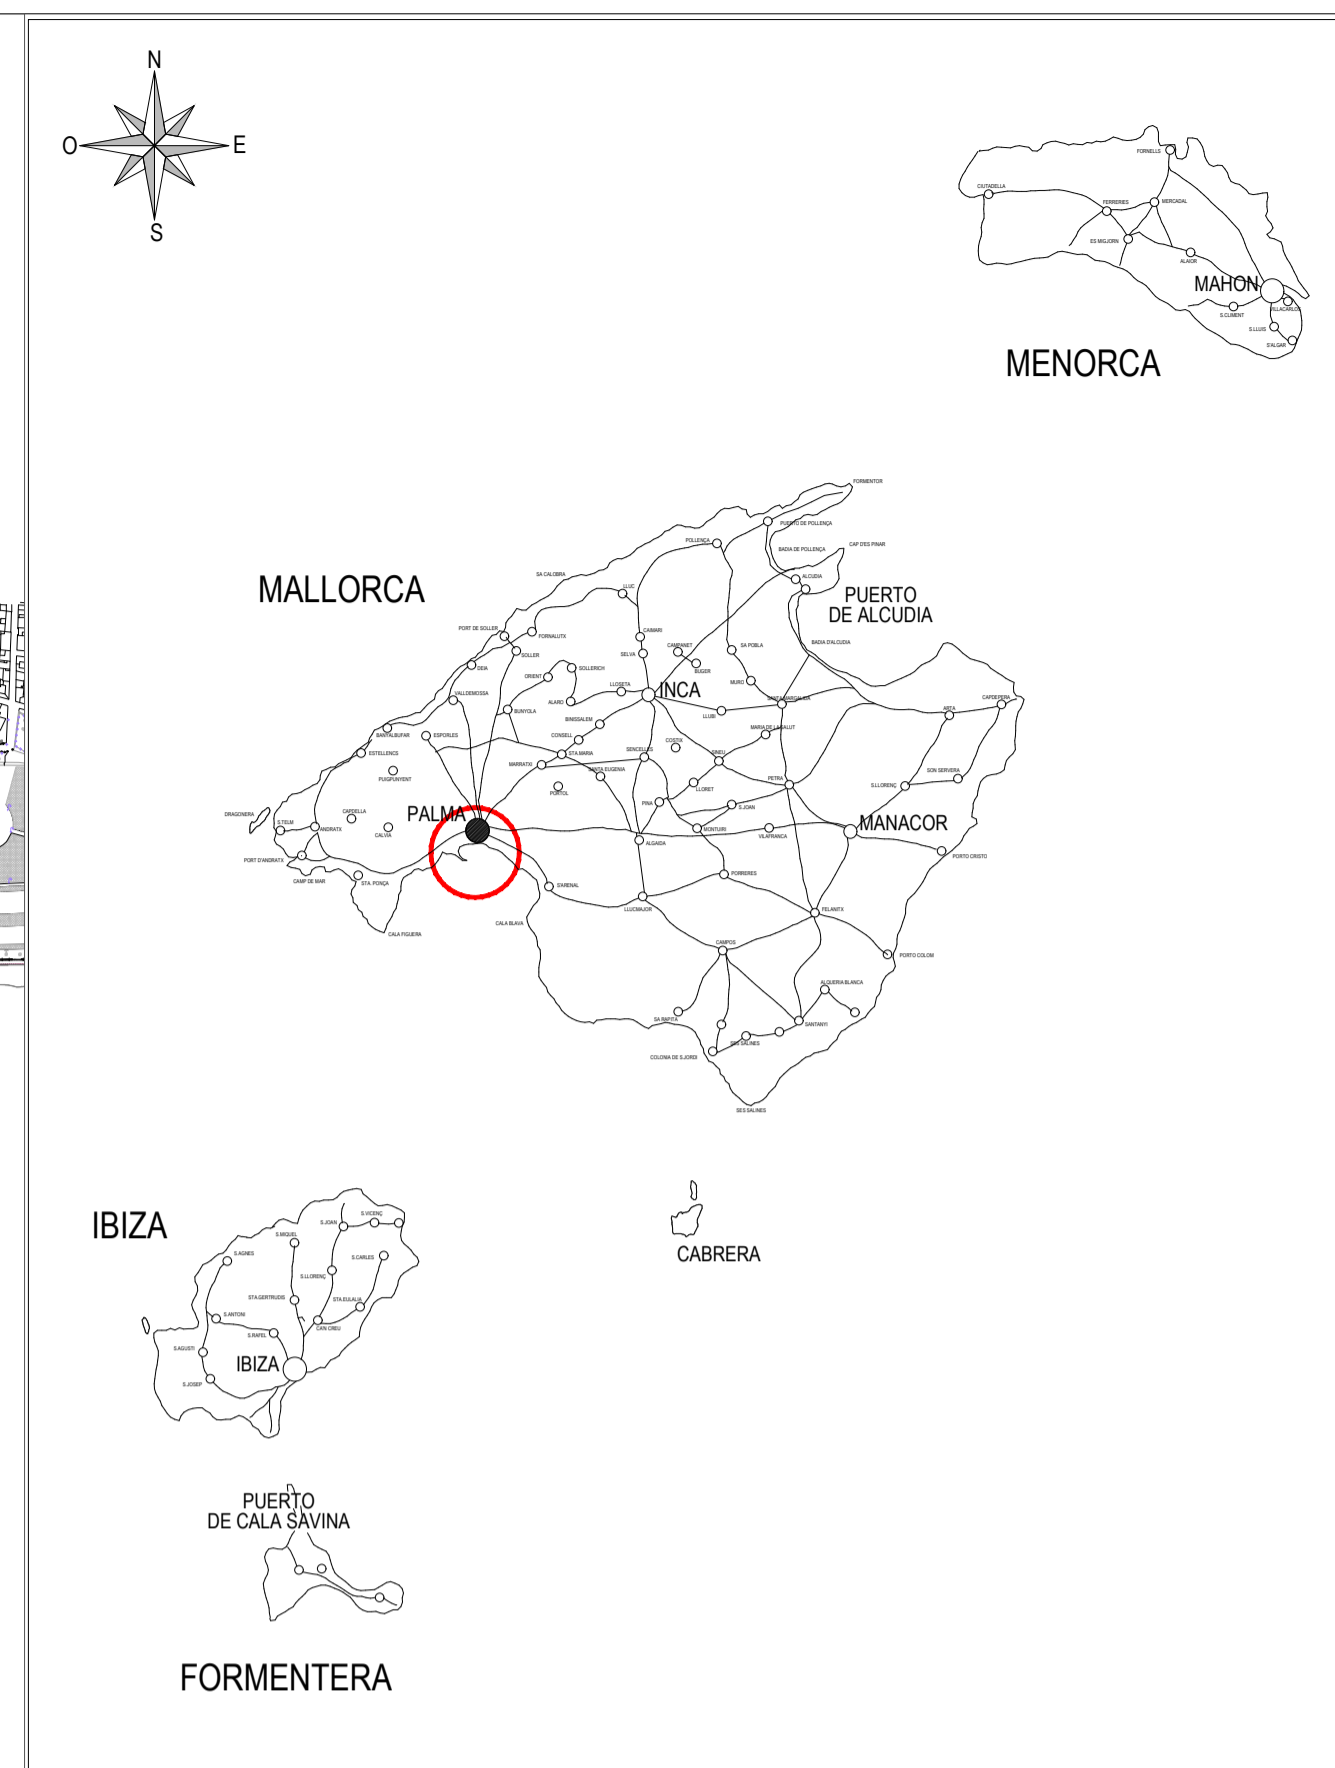 N
O
E
S
FORNELLS
CIUTADELLA
FERRERIES
MERCADAL
ES MIGJORN
ALAIOR
MAHON
VILLACARLOS
S.CLIMENT
S.LLUIS
S'ALGAR
MENORCA
FORMENTOR
PUERTO DE POLLENÇA
POLLENÇA
BADIA DE POLLENÇA
CAP D'ES PINAR
SA CALOBRA
MALLORCA
LLUC
ALCUDIA
PUERTO
DE ALCUDIA
PORT DE SOLLER
FORNALUTX
CAIMARI
BADIA D'ALCUDIA
SOLLER
SELVA
CAMPANET
SA POBLA
DEIA
SOLLERICH
BUGER
ORIENT
LLOSETA
INCA
MURO
VALLDEMOSSA
ALARO
SANTA MARGALIDA
CAPDEPERA
BUNYOLA
LLUBI
ARTA
BINISSALEM
MARIA DE LA SALUT
BANYALBUFAR
ESPORLES
CONSELL
COSTIX
ESTELLENCS
STA.MARIA
SENCELLES
SINEU
MARRATXI
SANTA EUGENIA
PUIGPUNYENT
PETRA
SON SERVERA
PORTOL
LLORET
S.LLORENÇ
PINA
S.JOAN
DRAGONERA
CAPDELLA
PALMA
S.TELM
ANDRATX
CALVIA
MONTUIRI
VILAFRANCA
MANACOR
ALGAIDA
PORT D'ANDRATX
PORTO CRISTO
CAMP DE MAR
STA. PONÇA
S'ARENAL
PORRERES
LLUCMAJOR
FELANITX
CALA BLAVA
CALA FIGUERA
CAMPOS
PORTO COLOM
ALQUERIA BLANCA
SA RAPITA
SANTANYI
SES SALINES
COLONIA DE S.JORDI
SES SALINES
CABRERA
IBIZA
S.VICENÇ
S.JOAN
S.MIQUEL
S.AGNES
S.CARLES
S.LLORENÇ
STA.GERTRUDIS
STA.EULALIA
S.ANTONI
CA'N CREU
S.RAFEL
S.AGUSTI
IBIZA
S.JOSEP
PUERTO
DE CALA SAVINA
FORMENTERA